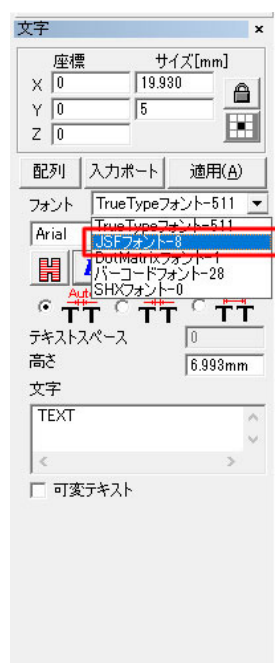 文字
座標 サイズ[mm]
X 0 19.930
Y 0 5
Z 0
配列 入力ポート 適用(A)
フォント TrueTypeフォント-511
Arial TrueTypeフォント-511
JSFフォント-8
DotMatrixフォント-1
バーコードフォント-28
SHXフォント-0
Auto
TT TT TT
テキストスペース 0
高さ 6.993mm
文字
TEXT
可変テキスト